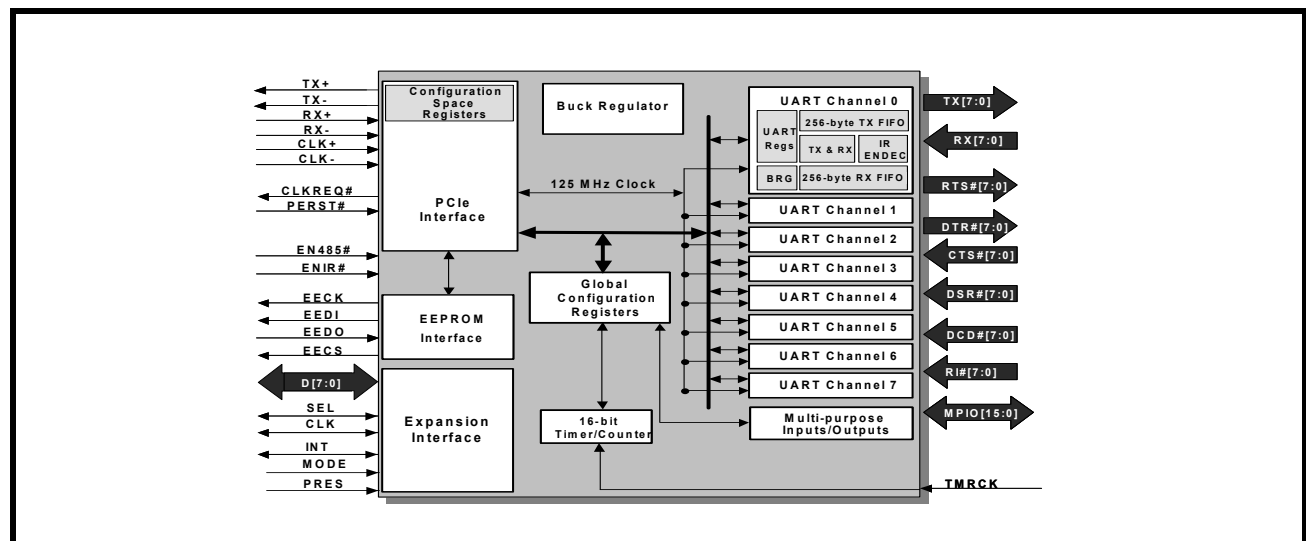 TX+
TX-
RX+
RX-
CLK+
CLK-
CLKREQ#
PERST#
EN485#
ENIR#
EECK
EEDI
EEDO
EECS
D[7:0]
SEL
CLK
INT
MODE
PRES
Configuration
Space
Registers
PCIe
Interface
EEPROM
Interface
Expansion
Interface
Buck Regulator
125 MHz Clock
Global
Configuration
Registers
16-bit
Timer/Counter
UART Channel 0
UART
Regs
256-byte TX FIFO
TX & RX
IR
ENDEC
BRG
256-byte RX FIFO
UART Channel 1
UART Channel 2
UART Channel 3
UART Channel 4
UART Channel 5
UART Channel 6
UART Channel 7
Multi-purpose
Inputs/Outputs
TX[7:0]
RX[7:0]
RTS#[7:0]
DTR#[7:0]
CTS#[7:0]
DSR#[7:0]
DCD#[7:0]
RI#[7:0]
MPIO[15:0]
TMRCK